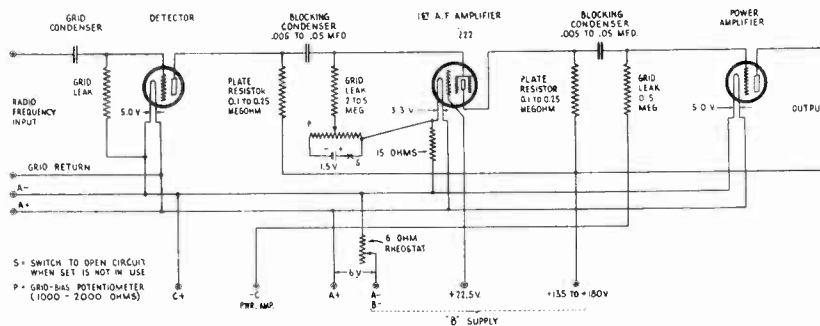 GRID
CONDENSER
DETECTOR
BLOCKING
CONDENSER
.005 TO .05 MFD
1ST A.F AMPLIFIER
222
BLOCKING
CONDENSER
.005 TO .05 MFD.
POWER
AMPLIFIER
GRID
LEAK
5.0 V
PLATE
RESISTOR
0.1 TO 0.25
MEGOHM
GRID
LEAK
2 TO 5
MEG
3.3 V
PLATE
RESISTOR
0.1 TO 0.25
MEGOHM
GRID
LEAK
0.5
MEG
5.0 V
RADIO
FREQUENCY
INPUT
OUTPUT
P
- +
S
1.5 V
15 OHMS
GRID RETURN
A-
A+
6 OHM
RHEOSTAT
S = SWITCH TO OPEN CIRCUIT
WHEN SET IS NOT IN USE
P = GRID-BIAS POTENTIOMETER
(1000 - 2000 OHMS)
C+
-C
PWR. AMP.
6V
A+
A-
B-
+22.5V.
+135 TO +180V
"B" SUPPLY